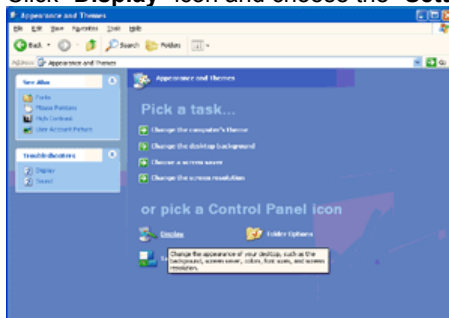 Click "Display" icon and choose the "Sett
Appearance and Themes
File Edit View Favorites Tools Help
Back Search Folders
Address Appearance and Themes Go
See Also
Fonts
Mouse Pointers
High Contrast
User Account Picture
Troubleshooters
Display
Sound
Appearance and Themes
Pick a task...
Change the computer's theme
Change the desktop background
Choose a screen saver
Change the screen resolution
or pick a Control Panel icon
Display Folder Options
Change the appearance of your desktop, such as the
background, screen saver, colors, font sizes, and screen
resolution.